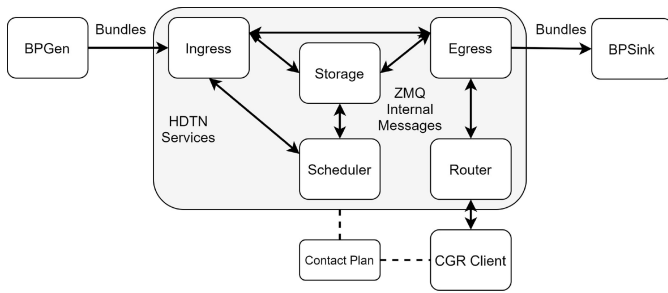 Bundles
Bundles
BPGen
Ingress
Egress
BPSink
Storage
ZMQ
Internal
Messages
HDTN
Services
Scheduler
Router
Contact Plan
CGR Client